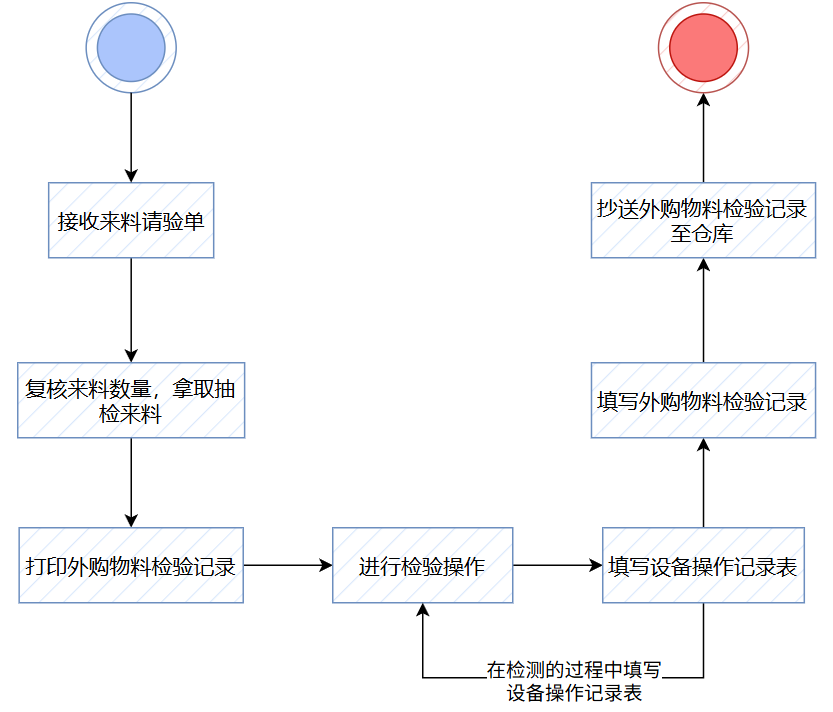 接收来料请验单
复核来料数量，拿取抽
检来料
打印外购物料检验记录
进行检验操作
填写设备操作记录表
在检测的过程中填写
设备操作记录表
填写外购物料检验记录
抄送外购物料检验记录
至仓库